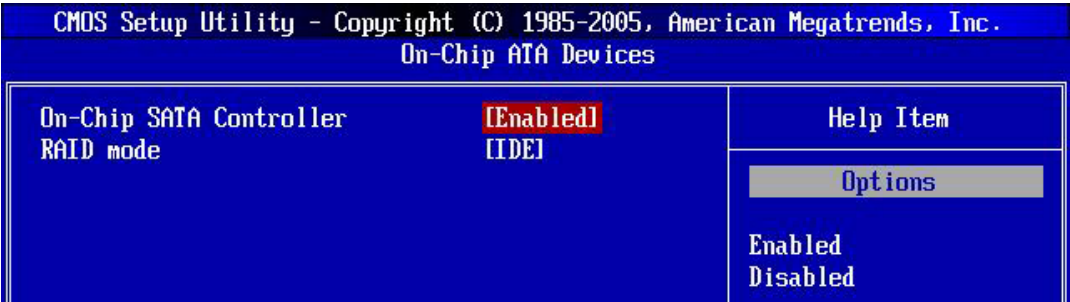 CMOS Setup Utility - Copyright (C) 1985-2005, American Megatrends, Inc.
On-Chip ATA Devices
On-Chip SATA Controller [Enabled]
RAID mode [IDE]
Help Item
Options
Enabled
Disabled